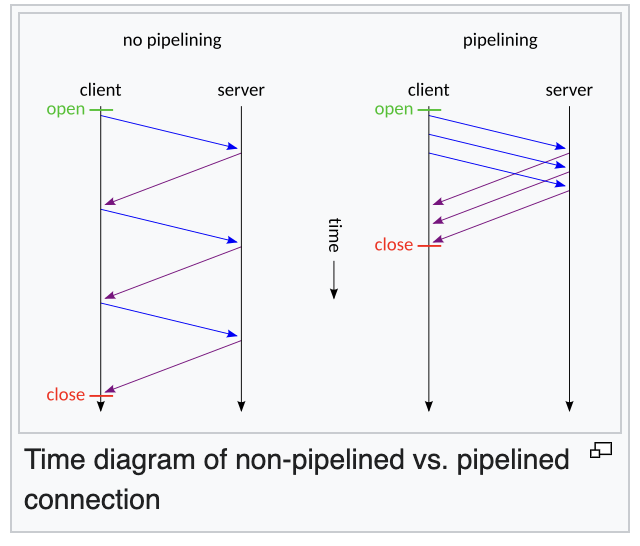 no pipelining
pipelining
client
server
client
server
open
open
time
close
close
Time diagram of non-pipelined vs. pipelined
connection